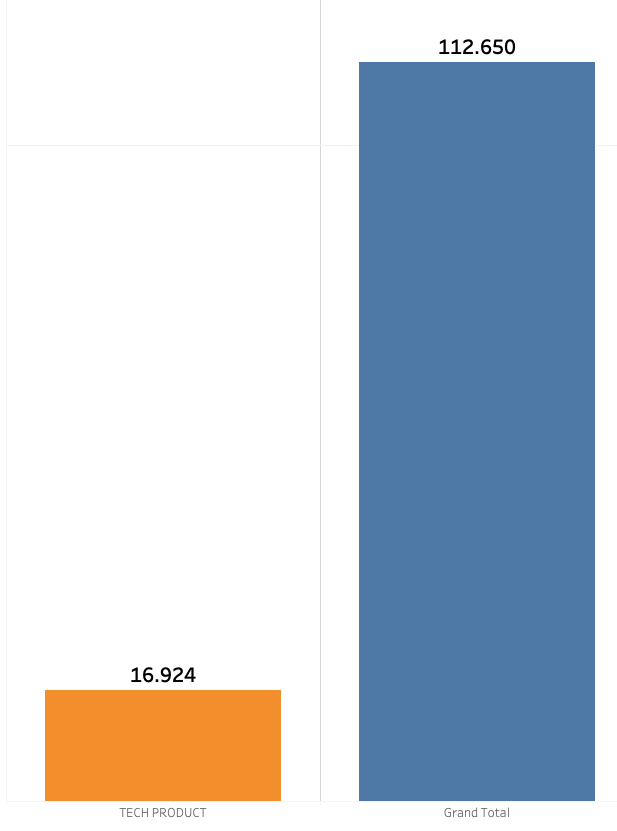 112.650
16.924
TECH PRODUCT
Grand Total